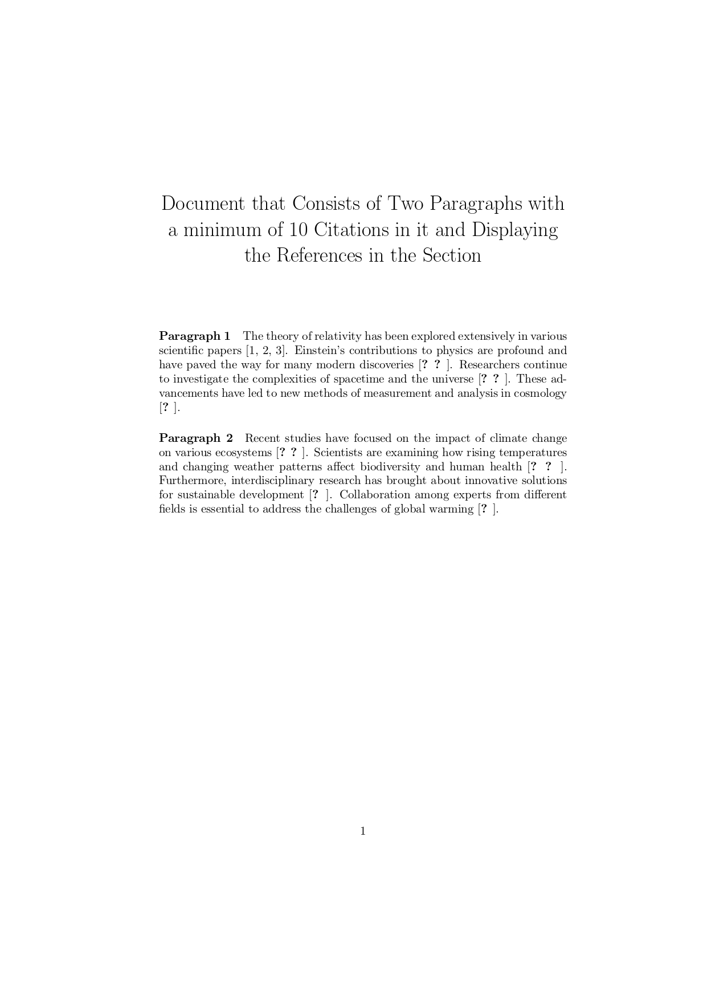 Document that Consists of Two Paragraphs with
a minimum of 10 Citations in it and Displaying
the References in the Section
Paragraph 1 The theory of relativity has been explored extensively in various
scientific papers [1, 2, 3]. Einstein's contributions to physics are profound and
have paved the way for many modern discoveries [? ? ]. Researchers continue
to investigate the complexities of spacetime and the universe [? ? ]. These ad-
vancements have led to new methods of measurement and analysis in cosmology
[? ].
Paragraph 2 Recent studies have focused on the impact of climate change
on various ecosystems [? ? ]. Scientists are examining how rising temperatures
and changing weather patterns affect biodiversity and human health [? ? ].
Furthermore, interdisciplinary research has brought about innovative solutions
for sustainable development [? ]. Collaboration among experts from different
fields is essential to address the challenges of global warming [? ].
1